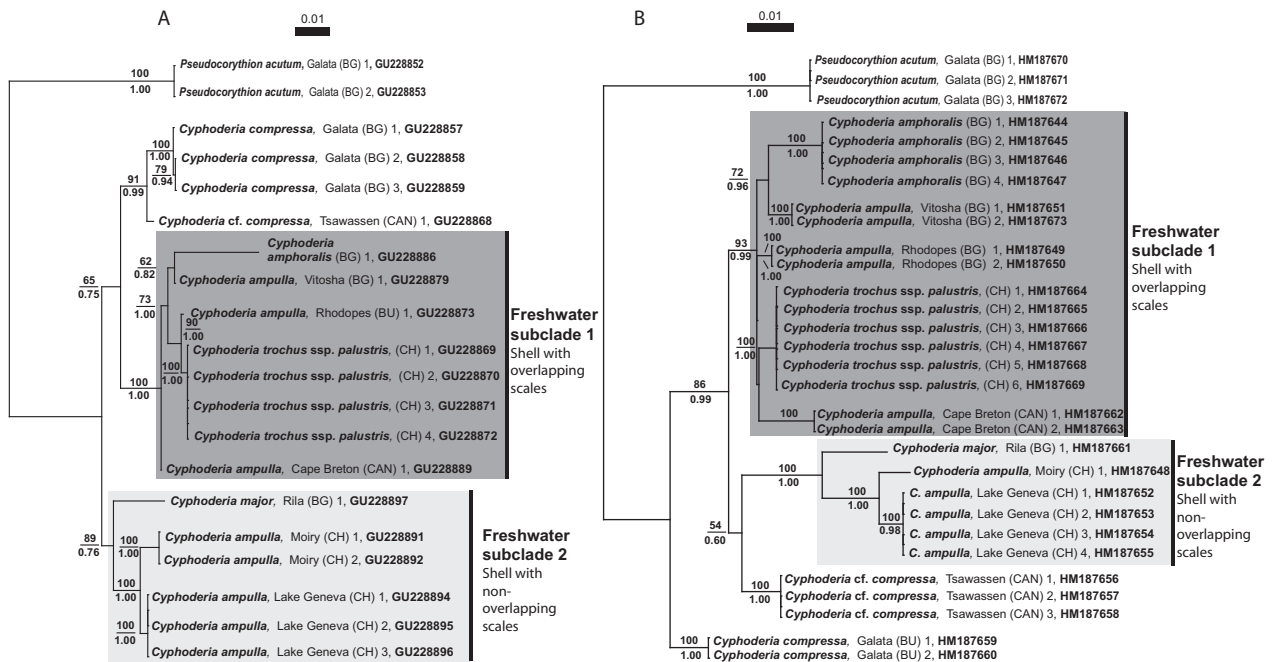 A
0.01
Pseudocorythion acutum, Galata (BG) 1, GU228852
100
1.00
Pseudocorythion acutum, Galata (BG) 2, GU228853
Cyphoderia compressa, Galata (BG) 1, GU228857
100
1.00
Cyphoderia compressa, Galata (BG) 2, GU228858
79
0.94
Cyphoderia compressa, Galata (BG) 3, GU228859
91
0.99
Cyphoderia cf. compressa, Tsawassen (CAN) 1, GU228868
Cyphoderia
amphoralis (BG) 1, GU228886
62
0.82
Cyphoderia ampulla, Vitosha (BG) 1, GU228879
65
0.75
73
1.00
Cyphoderia ampulla, Rhodopes (BU) 1, GU228873
90
1.00
Cyphoderia trochus ssp. palustris, (CH) 1, GU228869
100
1.00
Cyphoderia trochus ssp. palustris, (CH) 2, GU228870
100
1.00
Cyphoderia trochus ssp. palustris, (CH) 3, GU228871
Cyphoderia trochus ssp. palustris, (CH) 4, GU228872
Cyphoderia ampulla, Cape Breton (CAN) 1, GU228889
Freshwater
subclade 1
Shell with
overlapping
scales
Cyphoderia major, Rila (BG) 1, GU228897
89
0.76
Cyphoderia ampulla, Moiry (CH) 1, GU228891
100
1.00
Cyphoderia ampulla, Moiry (CH) 2, GU228892
100
1.00
Cyphoderia ampulla, Lake Geneva (CH) 1, GU228894
100
1.00
Cyphoderia ampulla, Lake Geneva (CH) 2, GU228895
Cyphoderia ampulla, Lake Geneva (CH) 3, GU228896
Freshwater
subclade 2
Shell with
non-
overlapping
scales
B
0.01
Pseudocorythion acutum, Galata (BG) 1, HM187670
100
1.00
Pseudocorythion acutum, Galata (BG) 2, HM187671
Pseudocorythion acutum, Galata (BG) 3, HM187672
Cyphoderia amphoralis (BG) 1, HM187644
Cyphoderia amphoralis (BG) 2, HM187645
100
1.00
Cyphoderia amphoralis (BG) 3, HM187646
Cyphoderia amphoralis (BG) 4, HM187647
72
0.96
Cyphoderia ampulla, Vitosha (BG) 1, HM187651
100
1.00
Cyphoderia ampulla, Vitosha (BG) 2, HM187673
93
0.99
100
1.00
Cyphoderia ampulla, Rhodopes (BG) 1, HM187649
Cyphoderia ampulla, Rhodopes (BG) 2, HM187650
Cyphoderia trochus ssp. palustris, (CH) 1, HM187664
Cyphoderia trochus ssp. palustris, (CH) 2, HM187665
Cyphoderia trochus ssp. palustris, (CH) 3, HM187666
100
1.00
Cyphoderia trochus ssp. palustris, (CH) 4, HM187667
Cyphoderia trochus ssp. palustris, (CH) 5, HM187668
Cyphoderia trochus ssp. palustris, (CH) 6, HM187669
86
0.99
100
Cyphoderia ampulla, Cape Breton (CAN) 1, HM187662
Cyphoderia ampulla, Cape Breton (CAN) 2, HM187663
Freshwater
subclade 1
Shell with
overlapping
scales
Cyphoderia major, Rila (BG) 1, HM187661
100
1.00
Cyphoderia ampulla, Moiry (CH) 1, HM187648
100
1.00
C. ampulla, Lake Geneva (CH) 1, HM187652
C. ampulla, Lake Geneva (CH) 2, HM187653
100
0.98
C. ampulla, Lake Geneva (CH) 3, HM187654
C. ampulla, Lake Geneva (CH) 4, HM187655
Freshwater
subclade 2
Shell with
non-
overlapping
scales
54
0.60
Cyphoderia cf. compressa, Tsawassen (CAN) 1, HM187656
100
1.00
Cyphoderia cf. compressa, Tsawassen (CAN) 2, HM187657
Cyphoderia cf. compressa, Tsawassen (CAN) 3, HM187658
Cyphoderia compressa, Galata (BU) 1, HM187659
100
1.00
Cyphoderia compressa, Galata (BU) 2, HM187660